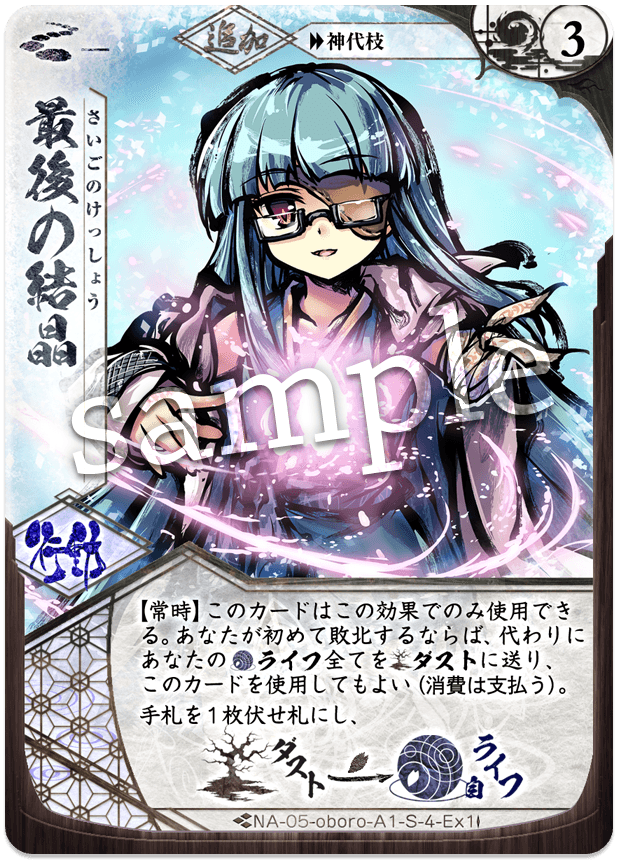 追加
▶▶神代枝
3
最後の結晶
さいごのけっしょう
sample
行動
【常時】このカードはこの効果でのみ使用でき
る。あなたが初めて敗北するならば、代わりに
あなたのライフ全てをダストに送り、
このカードを使用してもよい（消費は支払う）。
手札を1枚伏せ札にし、
ダスト
自
ライフ
NA-05-oboro-A1-S-4-Ex1